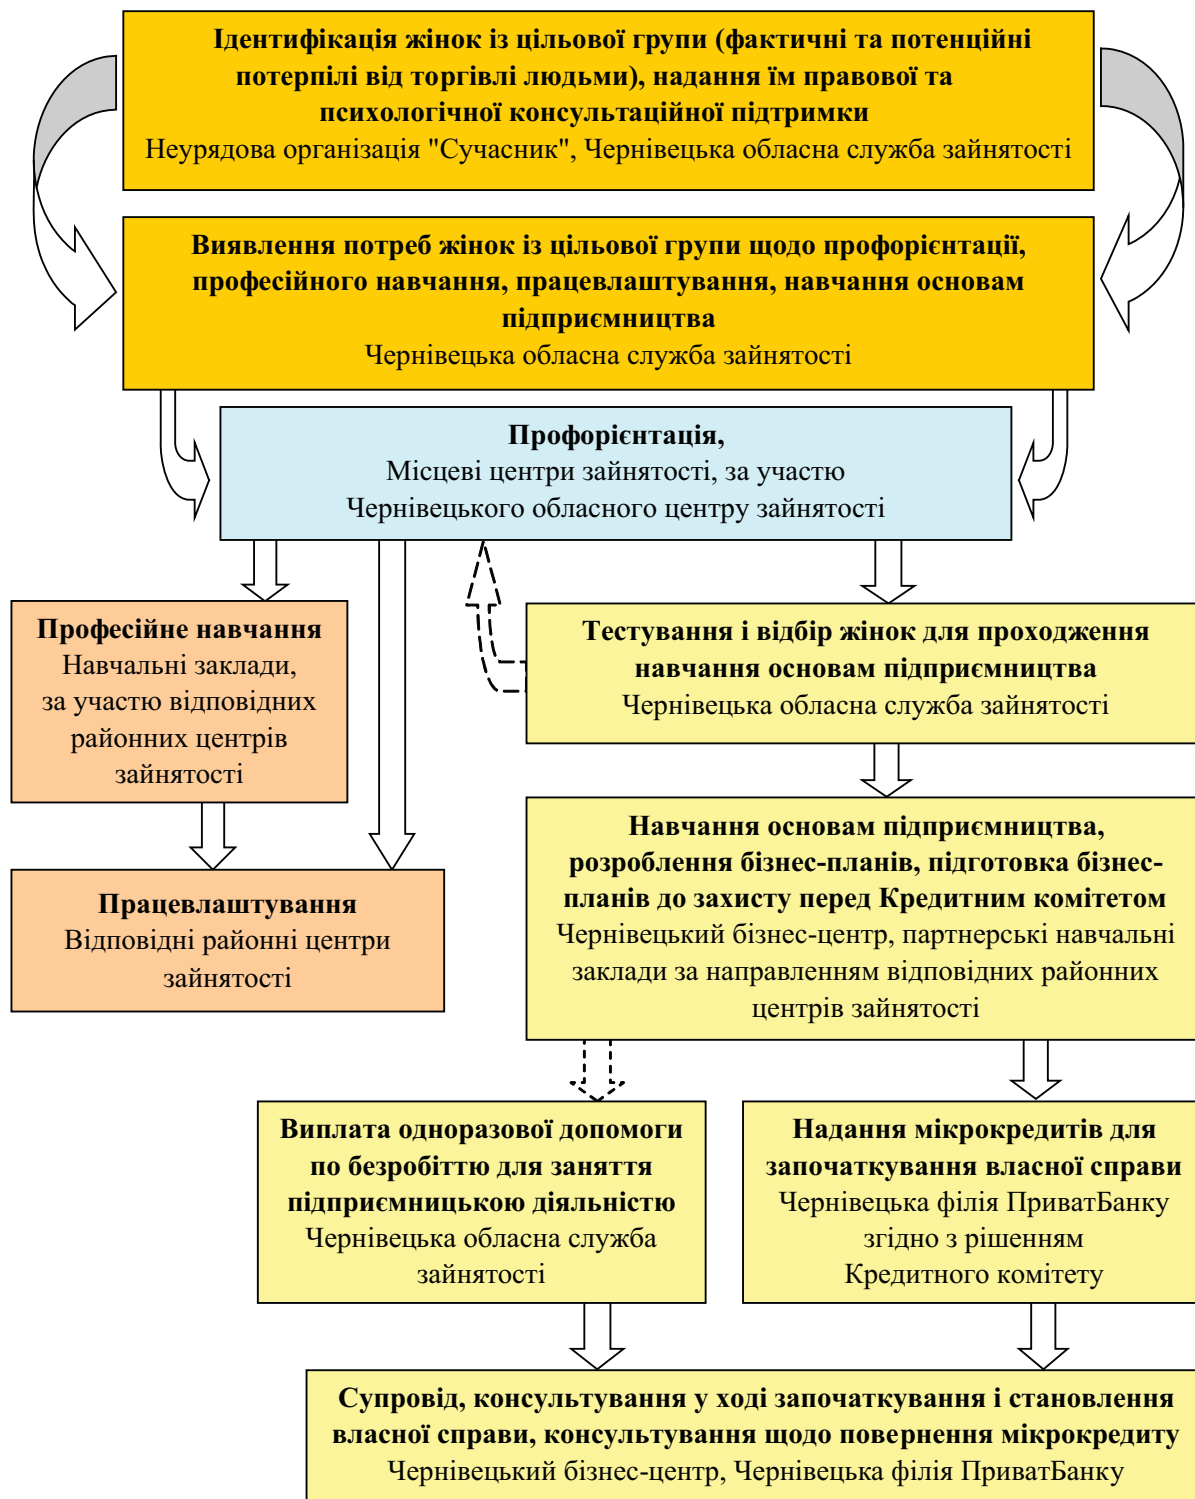 Ідентифікація жінок із цільової групи (фактичні та потенційні
потерпілі від торгівлі людьми), надання їм правової та
психологічної консультаційної підтримки
Неурядова організація "Сучасник", Чернівецька обласна служба зайнятості
Виявлення потреб жінок із цільової групи щодо профорієнтації,
професійного навчання, працевлаштування, навчання основам
підприємництва
Чернівецька обласна служба зайнятості
Профорієнтація,
Місцеві центри зайнятості, за участю
Чернівецького обласного центру зайнятості
Професійне навчання
Навчальні заклади,
за участю відповідних
районних центрів
зайнятості
Працевлаштування
Відповідні районні центри
зайнятості
Тестування і відбір жінок для проходження
навчання основам підприємництва
Чернівецька обласна служба зайнятості
Навчання основам підприємництва,
розроблення бізнес-планів, підготовка бізнес-
планів до захисту перед Кредитним комітетом
Чернівецький бізнес-центр, партнерські навчальні
заклади за направленням відповідних районних
центрів зайнятості
Виплата одноразової допомоги
по безробіттю для заняття
підприємницькою діяльністю
Чернівецька обласна служба
зайнятості
Надання мікрокредитів для
започаткування власної справи
Чернівецька філія ПриватБанку
згідно з рішенням
Кредитного комітету
Супровід, консультування у ході започаткування і становлення
власної справи, консультування щодо повернення мікрокредиту
Чернівецький бізнес-центр, Чернівецька філія ПриватБанку